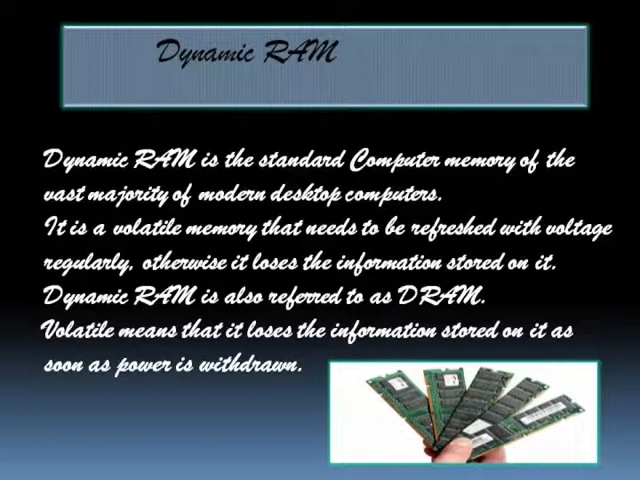 Dynamic RAM
Dynamic RAM is the standard Computer memory of the
vast majority of modern desktop computers.
It is a volatile memory that needs to be refreshed with voltage
regularly, otherwise it loses the information stored on it.
Dynamic RAM is also referred to as DRAM.
Volatile means that it loses the information stored on it as
soon as power is withdrawn.